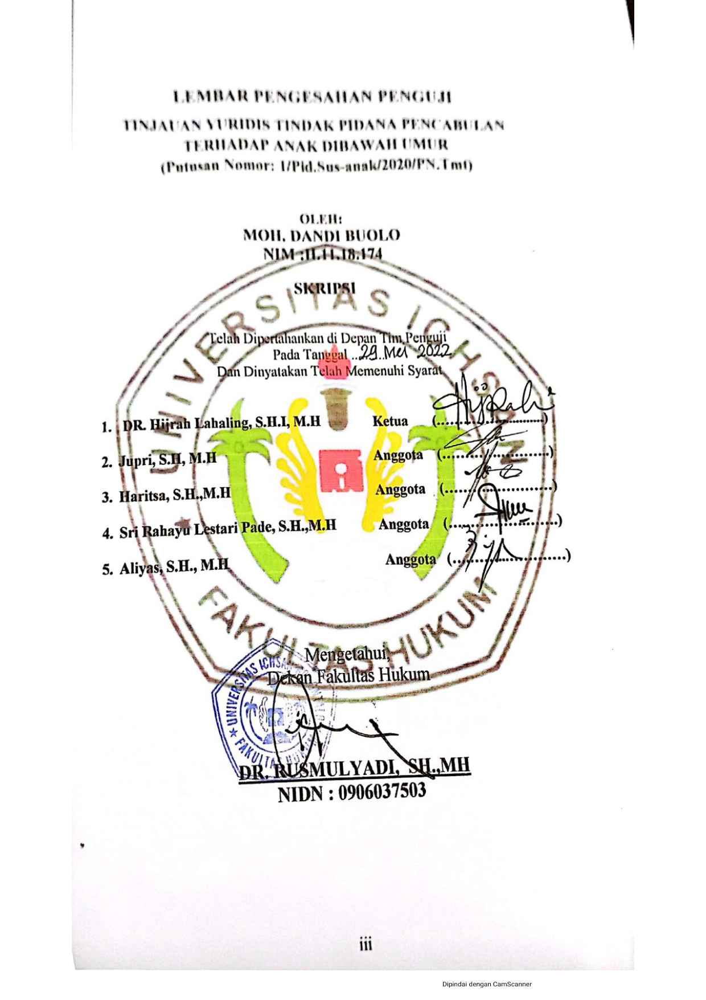 LEMBAR PENGESAHAN PENGUJI
TINJAUAN YURIDIS TINDAK PIDANA PENCABULAN
TERHADAP ANAK DIBAWAH UMUR
(Putusan Nomor: 1/Pid.Sus-anak/2020/PN.Tmt)
OLEH:
MOH. DANDI BUOLO
NIM :H.11.18.174
SKRIPSI
UNIVERSITAS ICHSAN
Telah Dipertahankan di Depan Tim Penguji
Pada Tanggal ..29..Mei 2022
Dan Dinyatakan Telah Memenuhi Syarat
1. DR. Hijrah Lahaling, S.H.I, M.H Ketua (..............................)
2. Jupri, S.H, M.H Anggota (..............................)
3. Haritsa, S.H.,M.H Anggota (..............................)
4. Sri Rahayu Lestari Pade, S.H.,M.H Anggota (..............................)
5. Aliyas, S.H., M.H Anggota (..............................)
FAKULTAS HUKUM
Mengetahui,
Dekan Fakultas Hukum
UNIVERSITAS ICHSAN
FAKULTAS HUKUM
DR. RUSMULYADI, SH.,MH
NIDN : 0906037503
iii
Dipindai dengan CamScanner